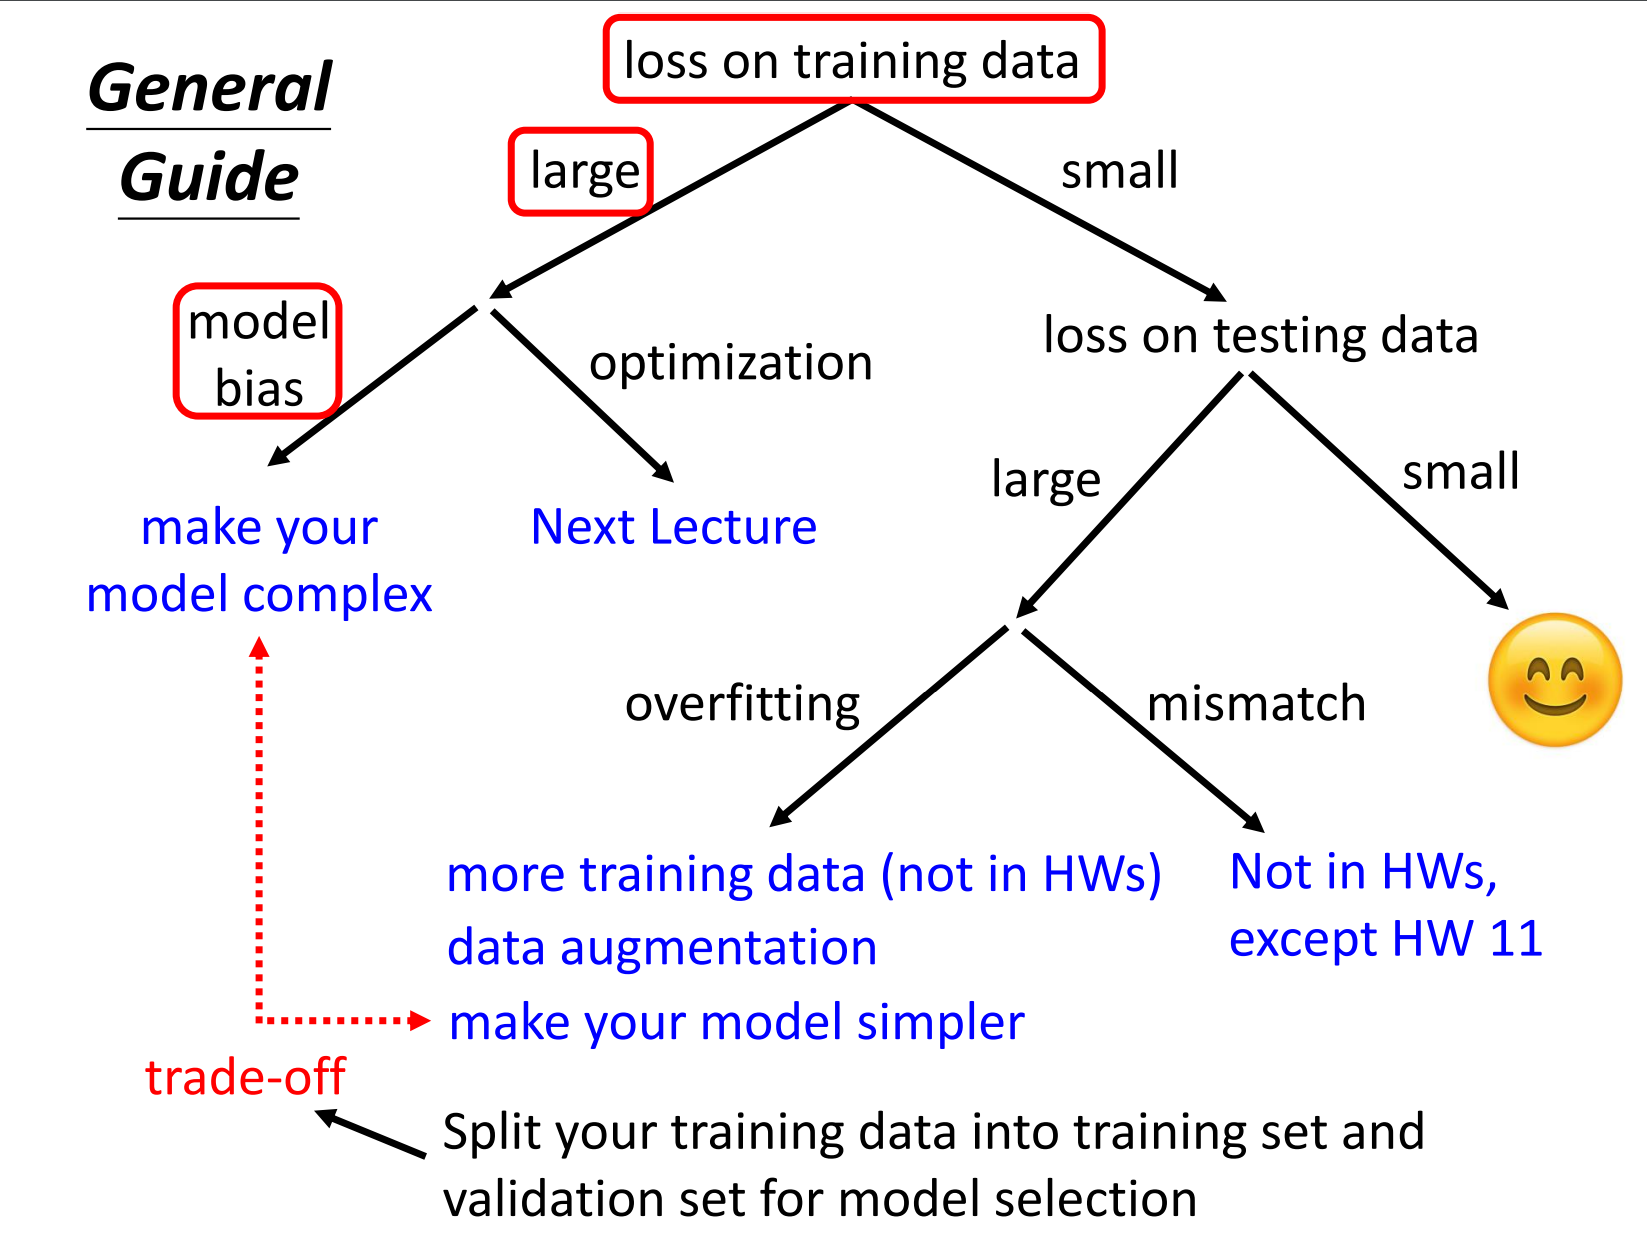 General
Guide
loss on training data
large
small
model
bias
optimization
loss on testing data
large
small
make your
model complex
Next Lecture
overfitting
mismatch
more training data (not in HWs)
data augmentation
make your model simpler
Not in HWs,
except HW 11
trade-off
Split your training data into training set and
validation set for model selection